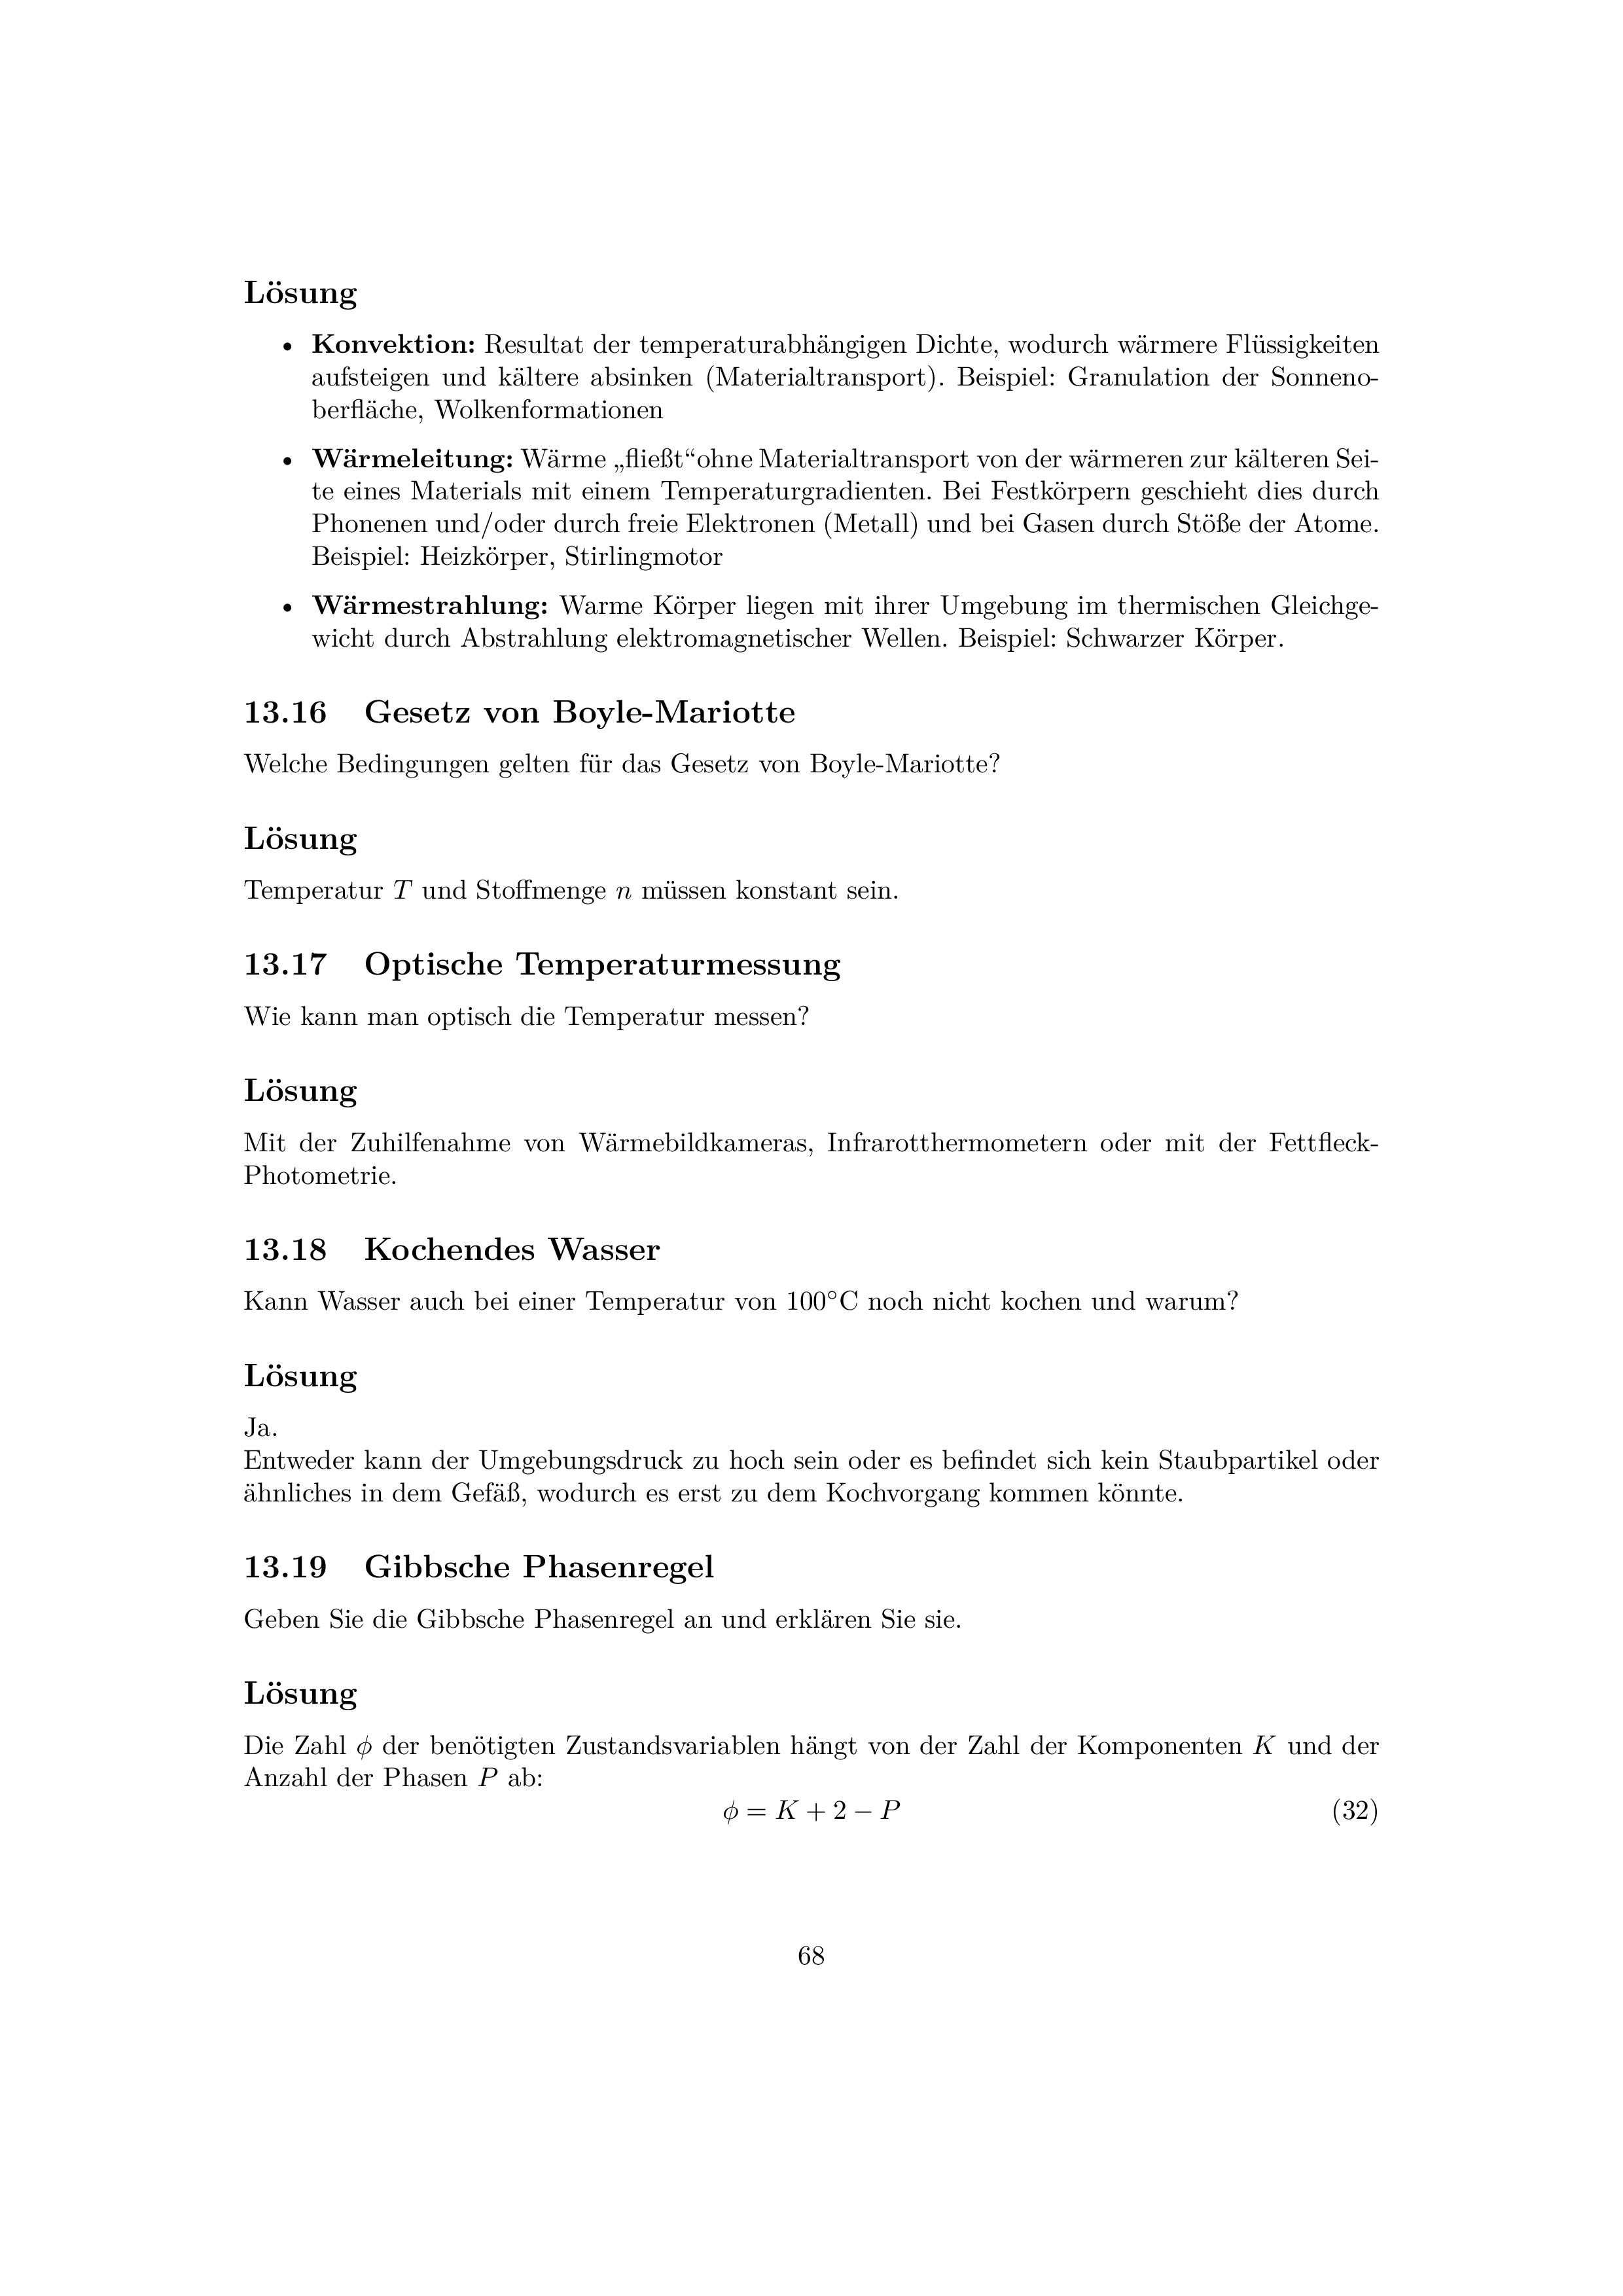 Lösung
• Konvektion: Resultat der temperaturabhängigen Dichte, wodurch wärmere Flüssigkeiten
aufsteigen und kältere absinken (Materialtransport). Beispiel: Granulation der Sonneno-
berfläche, Wolkenformationen
• Wärmeleitung: Wärme „fließt“ohne Materialtransport von der wärmeren zur kälteren Sei-
te eines Materials mit einem Temperaturgradienten. Bei Festkörpern geschieht dies durch
Phonenen und/oder durch freie Elektronen (Metall) und bei Gasen durch Stöße der Atome.
Beispiel: Heizkörper, Stirlingmotor
• Wärmestrahlung: Warme Körper liegen mit ihrer Umgebung im thermischen Gleichge-
wicht durch Abstrahlung elektromagnetischer Wellen. Beispiel: Schwarzer Körper.
13.16 Gesetz von Boyle-Mariotte
Welche Bedingungen gelten für das Gesetz von Boyle-Mariotte?
Lösung
Temperatur T und Stoffmenge n müssen konstant sein.
13.17 Optische Temperaturmessung
Wie kann man optisch die Temperatur messen?
Lösung
Mit der Zuhilfenahme von Wärmebildkameras, Infrarotthermometern oder mit der Fettfleck-
Photometrie.
13.18 Kochendes Wasser
Kann Wasser auch bei einer Temperatur von 100°C noch nicht kochen und warum?
Lösung
Ja.
Entweder kann der Umgebungsdruck zu hoch sein oder es befindet sich kein Staubpartikel oder
ähnliches in dem Gefäß, wodurch es erst zu dem Kochvorgang kommen könnte.
13.19 Gibbsche Phasenregel
Geben Sie die Gibbsche Phasenregel an und erklären Sie sie.
Lösung
Die Zahl ϕ der benötigten Zustandsvariablen hängt von der Zahl der Komponenten K und der
Anzahl der Phasen P ab:
ϕ = K + 2 − P (32)
68